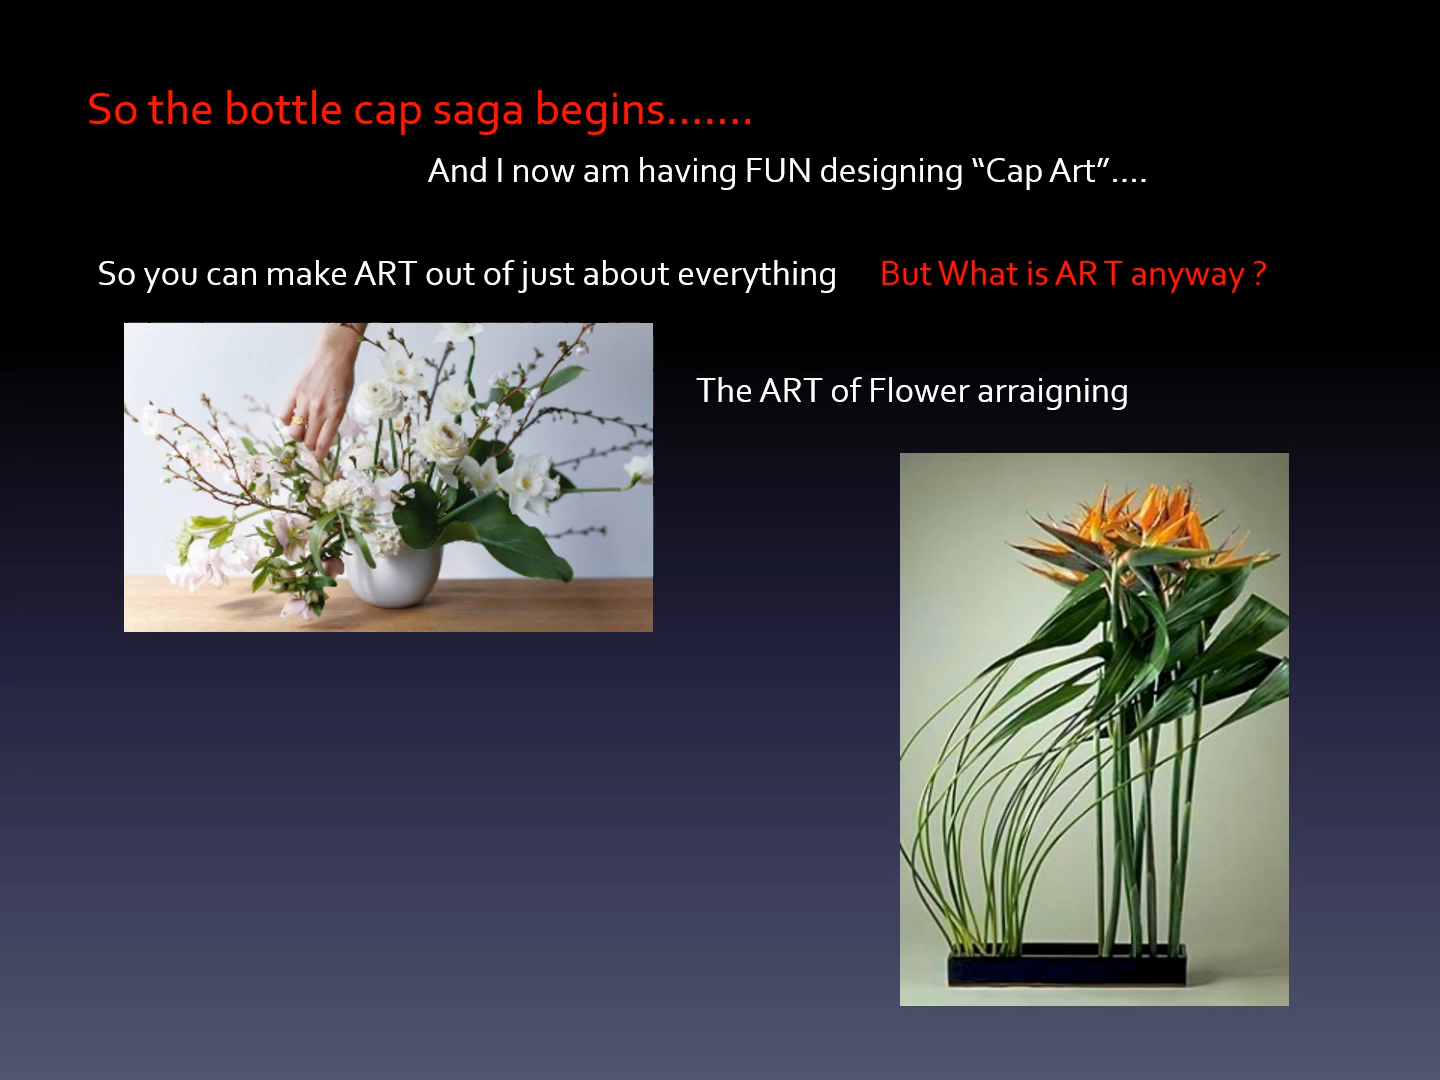 So the bottle cap saga begins.......
And I now am having FUN designing “Cap Art”....
So you can make ART out of just about everything But What is AR T anyway ?
The ART of Flower arraigning